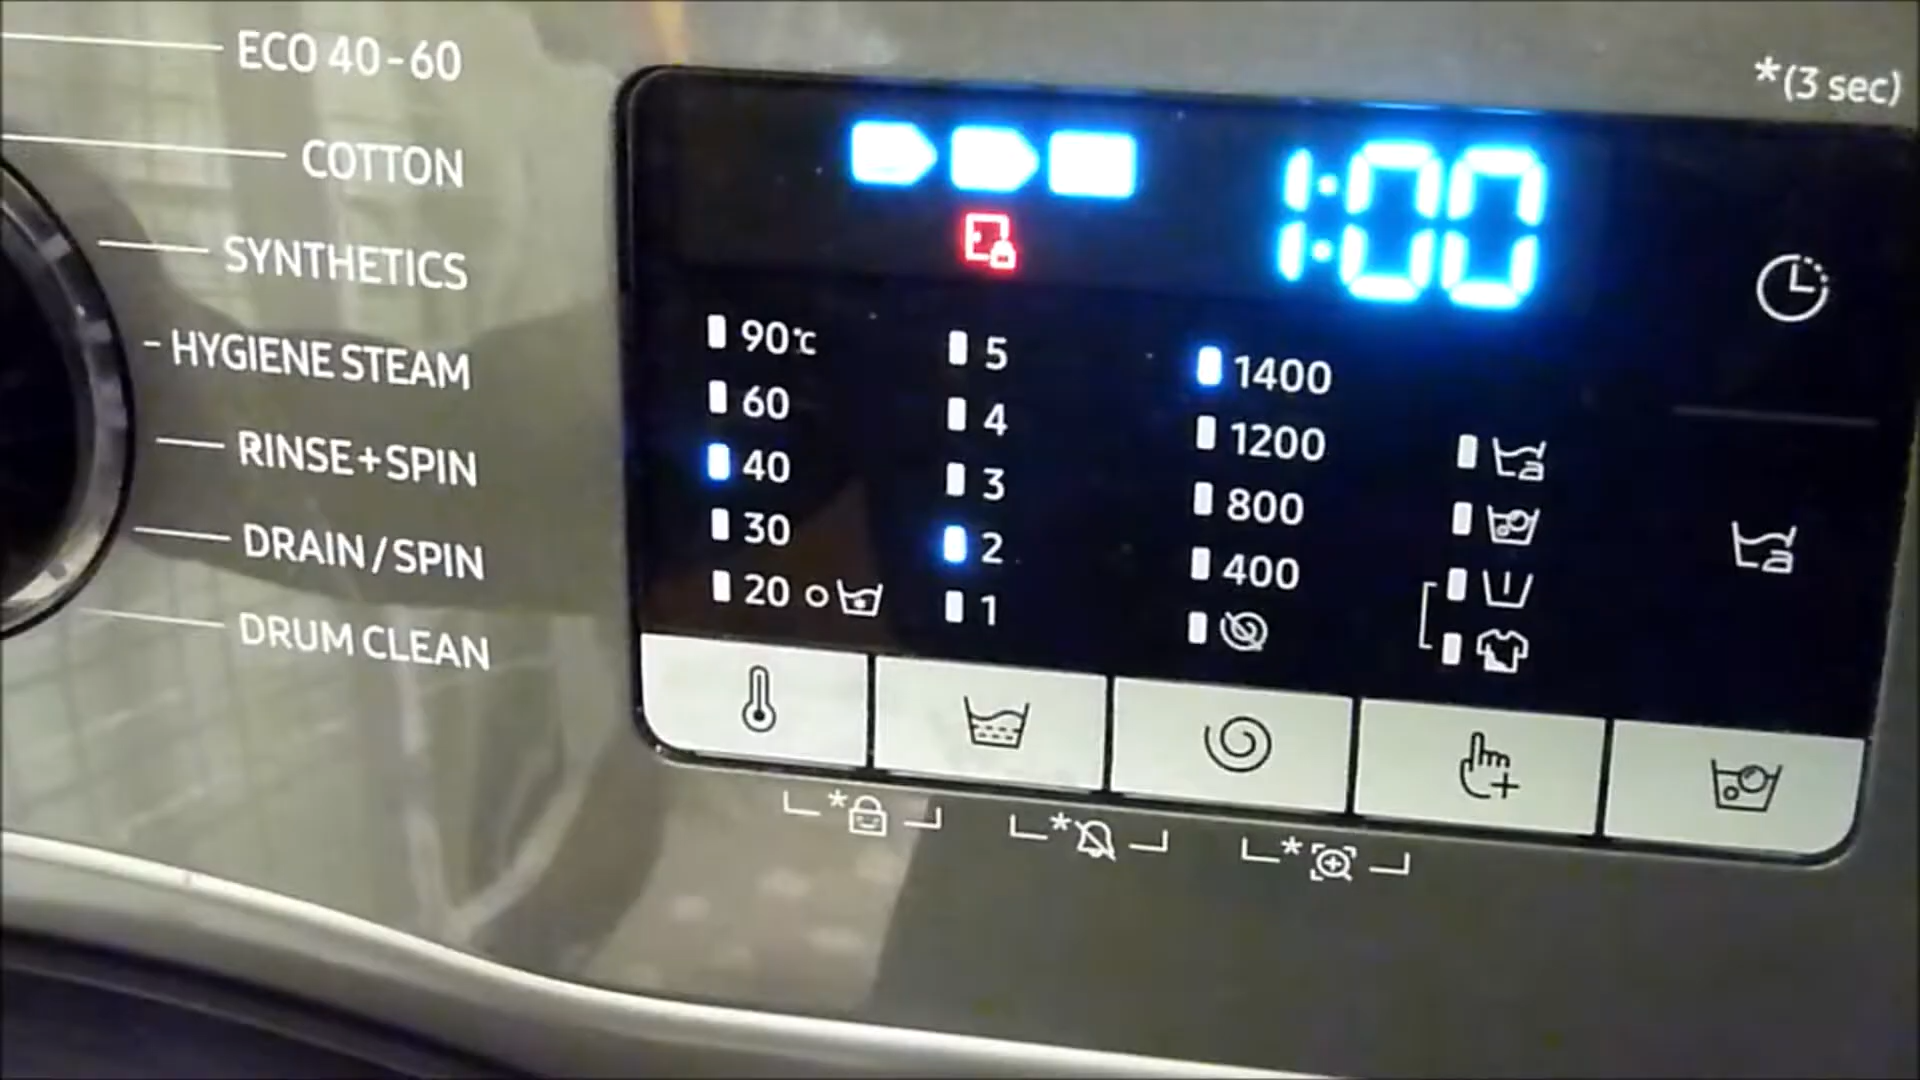 ECO 40-60
COTTON
SYNTHETICS
HYGIENE STEAM
RINSE+SPIN
DRAIN/SPIN
DRUM CLEAN
*(3 sec)
1:00
90℃
60
40
30
20
5
4
3
2
1
1400
1200
800
400
a
a
*
*
*